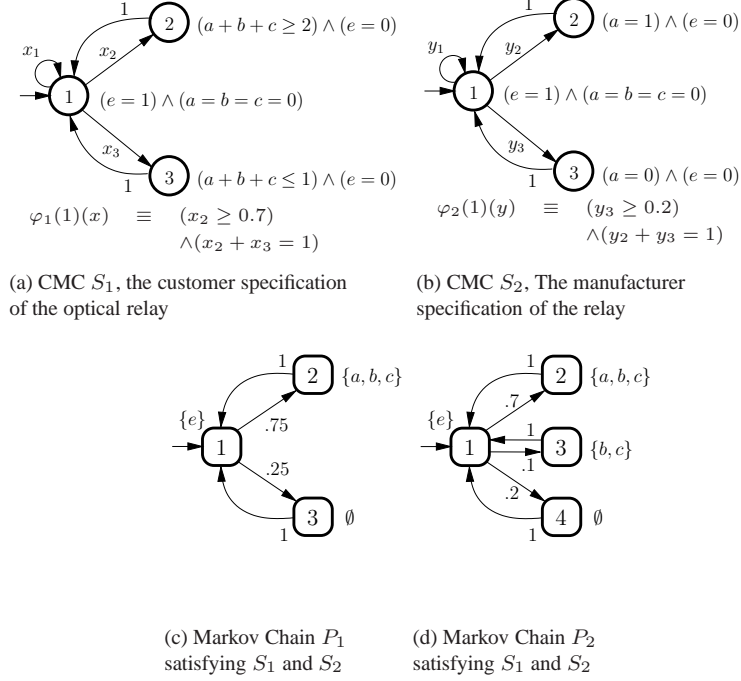 1
2
(a + b + c ≥ 2) ∧ (e = 0)
x₁
x₂
1
(e = 1) ∧ (a = b = c = 0)
x₃
1
3
(a + b + c ≤ 1) ∧ (e = 0)
φ₁(1)(x) ≡ (x₂ ≥ 0.7)
∧(x₂ + x₃ = 1)
(a) CMC S₁, the customer specification
of the optical relay
1
2
(a = 1) ∧ (e = 0)
y₁
y₂
1
(e = 1) ∧ (a = b = c = 0)
y₃
1
3
(a = 0) ∧ (e = 0)
φ₂(1)(y) ≡ (y₃ ≥ 0.2)
∧(y₂ + y₃ = 1)
(b) CMC S₂, The manufacturer
specification of the relay
1
2
{a, b, c}
{e}
.75
1
.25
1
3
∅
(c) Markov Chain P₁
satisfying S₁ and S₂
1
2
{a, b, c}
{e}
.7
1
1
3
{b, c}
.1
.2
1
4
∅
(d) Markov Chain P₂
satisfying S₁ and S₂